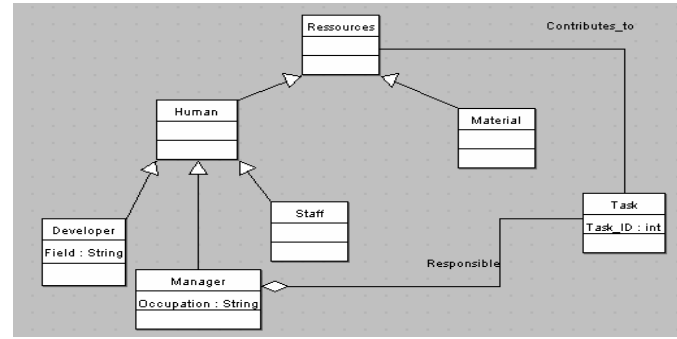 Ressources
Contributes_to
Human
Material
Task
Task_ID : int
Staff
Developer
Field : String
Responsible
Manager
Occupation : String